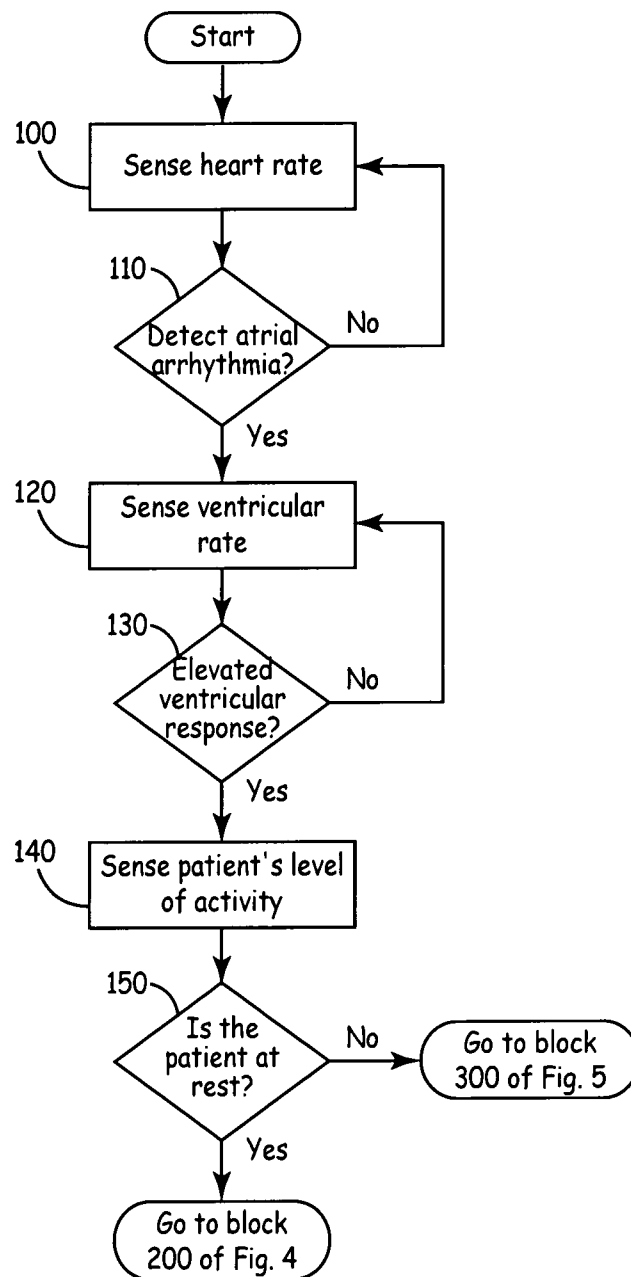 Start
100
Sense heart rate
110
Detect atrial
arrhythmia?
No
Yes
120
Sense ventricular
rate
130
Elevated
ventricular
response?
No
Yes
140
Sense patient's level
of activity
150
Is the
patient at
rest?
No
Go to block
300 of Fig. 5
Yes
Go to block
200 of Fig. 4